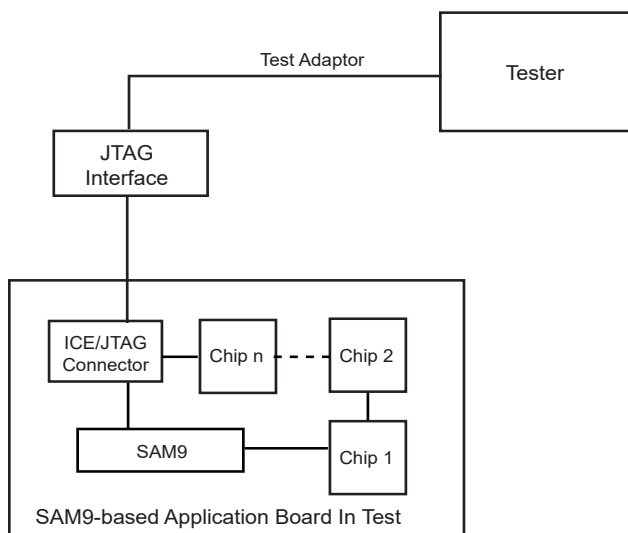 Test Adaptor
Tester
JTAG
Interface
ICE/JTAG
Connector
Chip n
Chip 2
SAM9
Chip 1
SAM9-based Application Board In Test